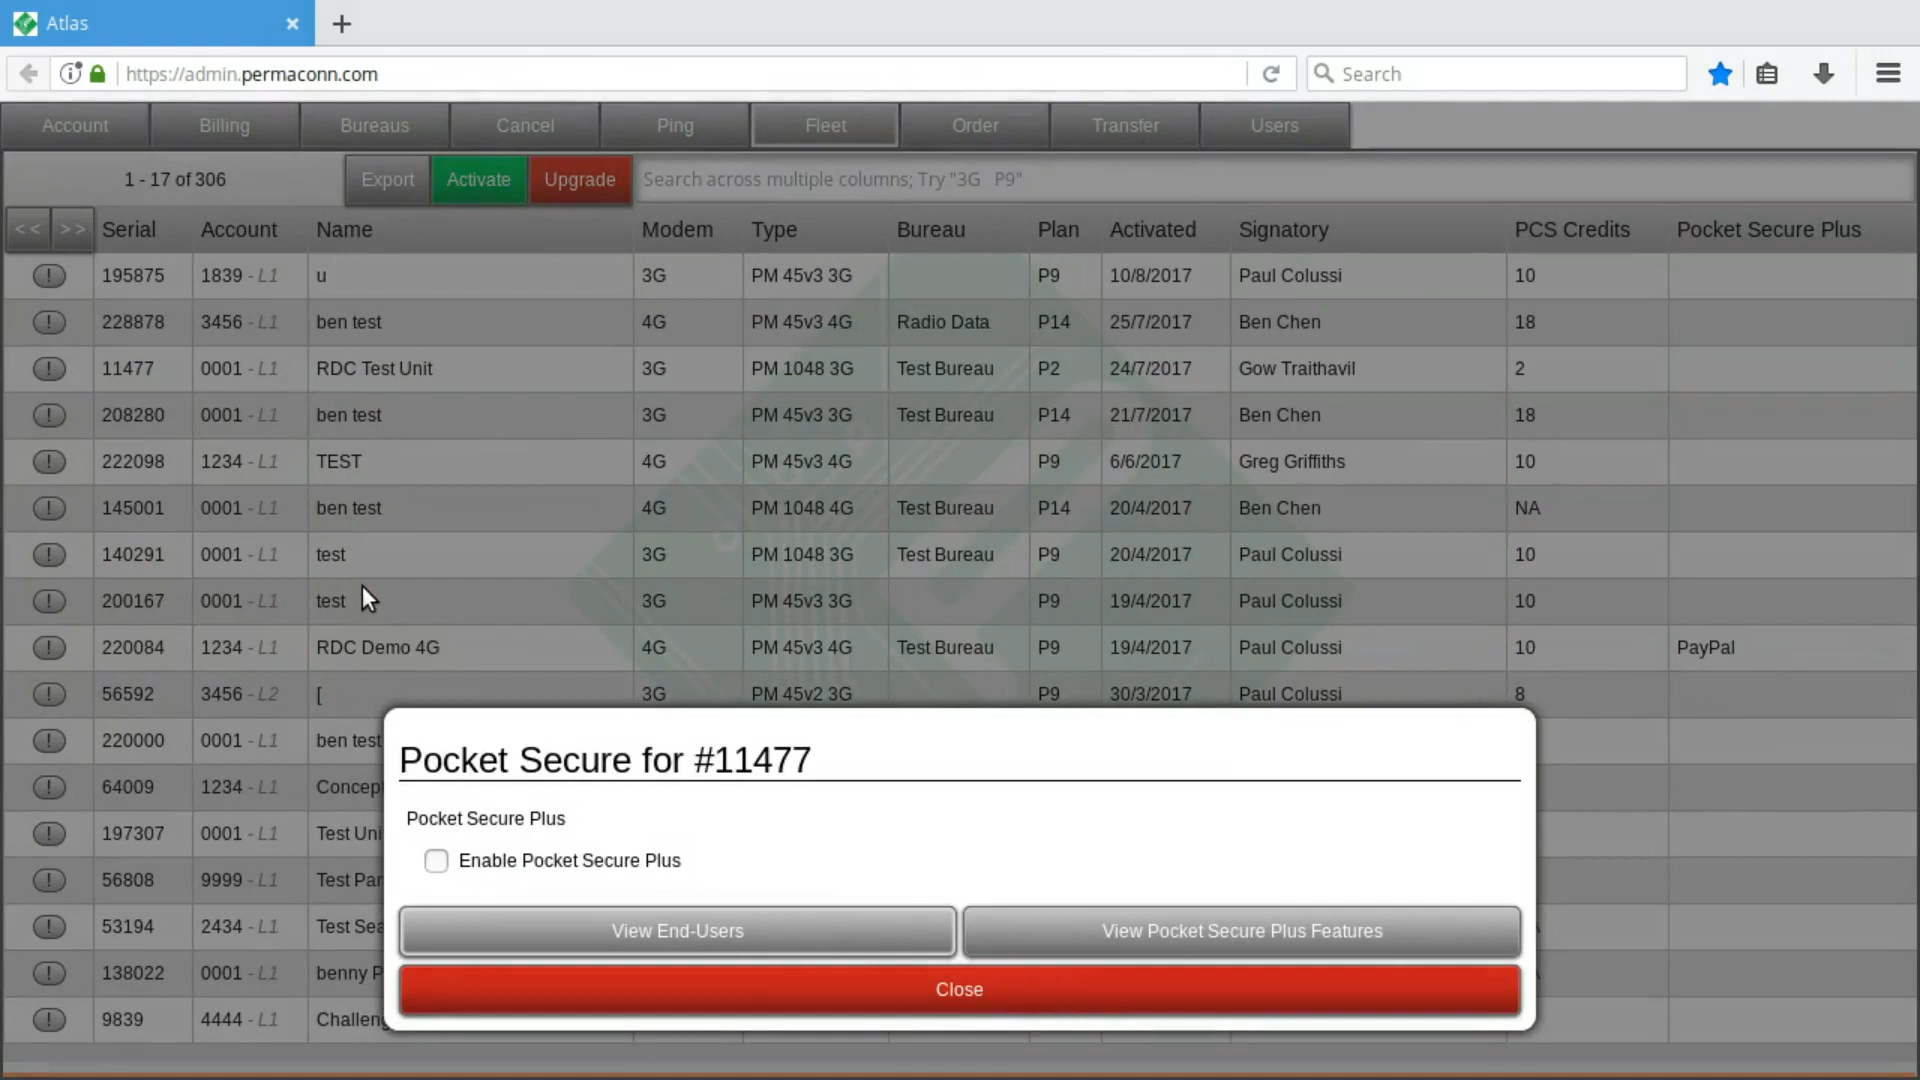 Atlas
https://admin.permaconn.com
Search
Account Billing Bureaus Cancel Ping Fleet Order Transfer Users
1 - 17 of 306 Export Activate Upgrade Search across multiple columns; Try "3G P9"
<< >> Serial Account Name Modem Type Bureau Plan Activated Signatory PCS Credits Pocket Secure Plus
195875 1839 - L1 u 3G PM 45v3 3G P9 10/8/2017 Paul Colussi 10
228878 3456 - L1 ben test 4G PM 45v3 4G Radio Data P14 25/7/2017 Ben Chen 18
11477 0001 - L1 RDC Test Unit 3G PM 1048 3G Test Bureau P2 24/7/2017 Gow Traithavil 2
208280 0001 - L1 ben test 3G PM 45v3 3G Test Bureau P14 21/7/2017 Ben Chen 18
222098 1234 - L1 TEST 4G PM 45v3 4G P9 6/6/2017 Greg Griffiths 10
145001 0001 - L1 ben test 4G PM 1048 4G Test Bureau P14 20/4/2017 Ben Chen NA
140291 0001 - L1 test 3G PM 1048 3G Test Bureau P9 20/4/2017 Paul Colussi 10
200167 0001 - L1 test 3G PM 45v3 3G P9 19/4/2017 Paul Colussi 10
220084 1234 - L1 RDC Demo 4G 4G PM 45v3 4G Test Bureau P9 19/4/2017 Paul Colussi 10 PayPal
56592 3456 - L2 [ 3G PM 45v2 3G P9 30/3/2017 Paul Colussi 8
220000 0001 - L1 ben test
64009 1234 - L1 Concep
197307 0001 - L1 Test Uni
56808 9999 - L1 Test Par
53194 2434 - L1 Test Sea
138022 0001 - L1 benny P
9839 4444 - L1 Challeng
Pocket Secure for #11477
Pocket Secure Plus
Enable Pocket Secure Plus
View End-Users View Pocket Secure Plus Features
Close